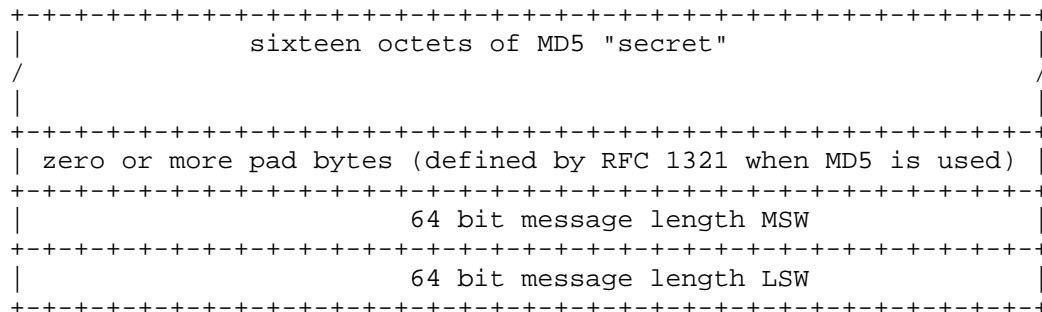 +-+-+-+-+-+-+-+-+-+-+-+-+-+-+-+-+-+-+-+-+-+-+-+-+-+-+-+-+-+-+-+-+
| sixteen octets of MD5 "secret" |
/ /
| |
+-+-+-+-+-+-+-+-+-+-+-+-+-+-+-+-+-+-+-+-+-+-+-+-+-+-+-+-+-+-+-+-+
| zero or more pad bytes (defined by RFC 1321 when MD5 is used) |
+-+-+-+-+-+-+-+-+-+-+-+-+-+-+-+-+-+-+-+-+-+-+-+-+-+-+-+-+-+-+-+-+
| 64 bit message length MSW |
+-+-+-+-+-+-+-+-+-+-+-+-+-+-+-+-+-+-+-+-+-+-+-+-+-+-+-+-+-+-+-+-+
| 64 bit message length LSW |
+-+-+-+-+-+-+-+-+-+-+-+-+-+-+-+-+-+-+-+-+-+-+-+-+-+-+-+-+-+-+-+-+